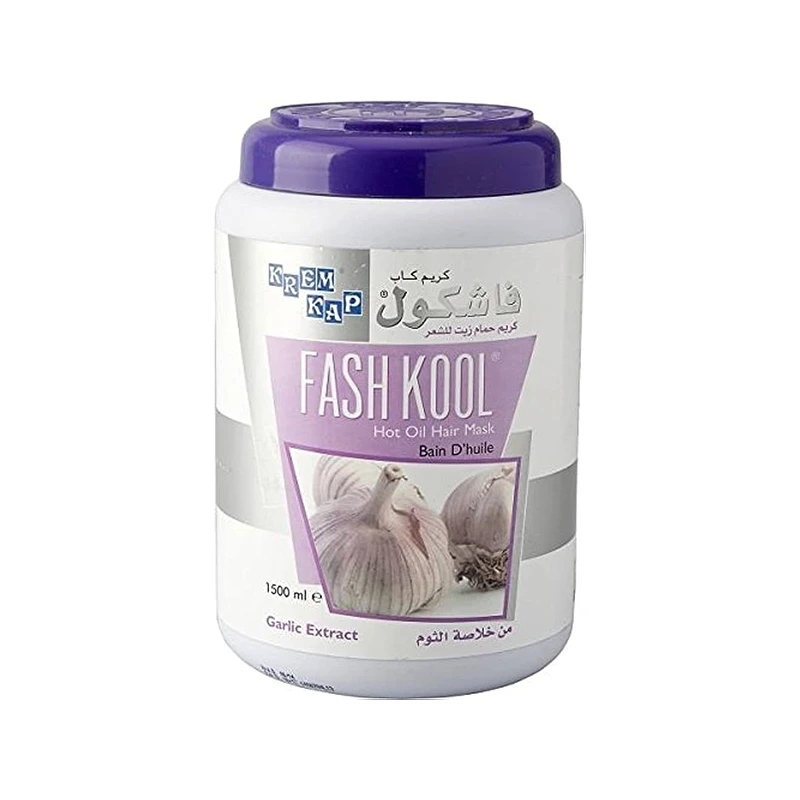 KREM
KAP
كريم كاب
فاشكول®
كريم حمام زيت للشعر
FASH KOOL®
Hot Oil Hair Mask
Bain D'huile
1500 ml ℮
Garlic Extract
من خلاصة الثوم